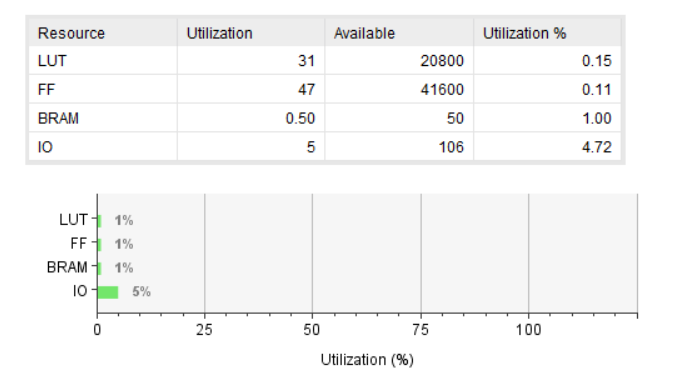 Resource Utilization Available Utilization %
LUT 31 20800 0.15
FF 47 41600 0.11
BRAM 0.50 50 1.00
IO 5 106 4.72
LUT 1%
FF 1%
BRAM 1%
IO 5%
0 25 50 75 100
Utilization (%)